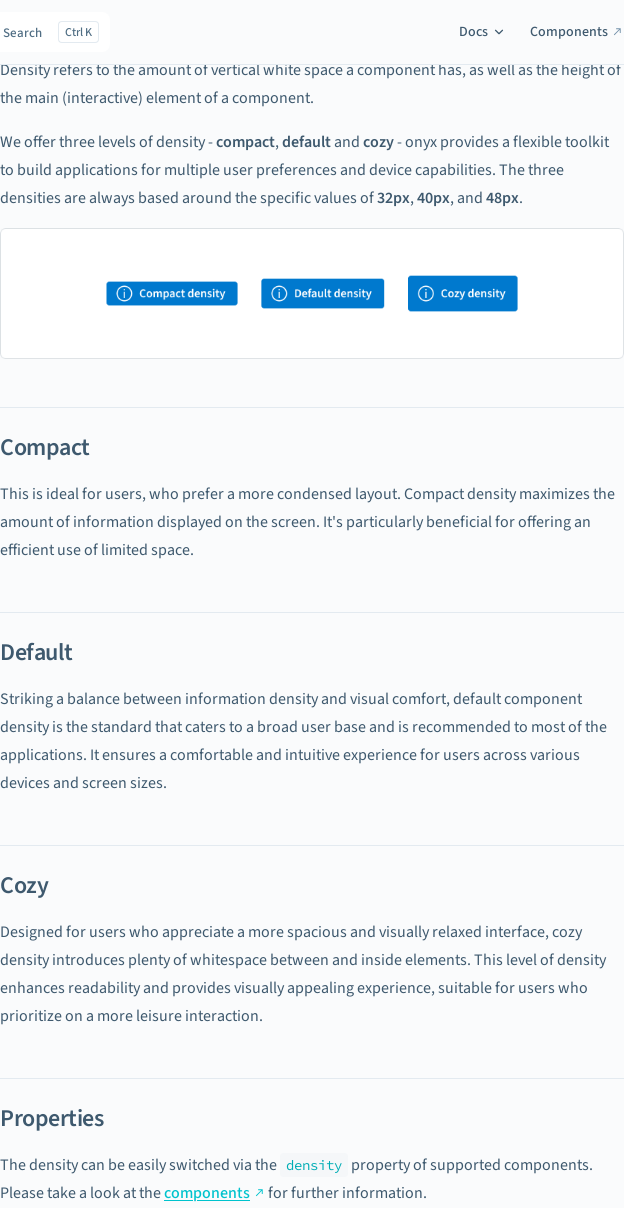 Search Ctrl K Docs Components
Density refers to the amount of vertical white space a component has, as well as the height of
the main (interactive) element of a component.
We offer three levels of density - compact, default and cozy - onyx provides a flexible toolkit
to build applications for multiple user preferences and device capabilities. The three
densities are always based around the specific values of 32px, 40px, and 48px.
Compact density Default density Cozy density
Compact
This is ideal for users, who prefer a more condensed layout. Compact density maximizes the
amount of information displayed on the screen. It's particularly beneficial for offering an
efficient use of limited space.
Default
Striking a balance between information density and visual comfort, default component
density is the standard that caters to a broad user base and is recommended to most of the
applications. It ensures a comfortable and intuitive experience for users across various
devices and screen sizes.
Cozy
Designed for users who appreciate a more spacious and visually relaxed interface, cozy
density introduces plenty of whitespace between and inside elements. This level of density
enhances readability and provides visually appealing experience, suitable for users who
prioritize on a more leisure interaction.
Properties
The density can be easily switched via the density property of supported components.
Please take a look at the components for further information.